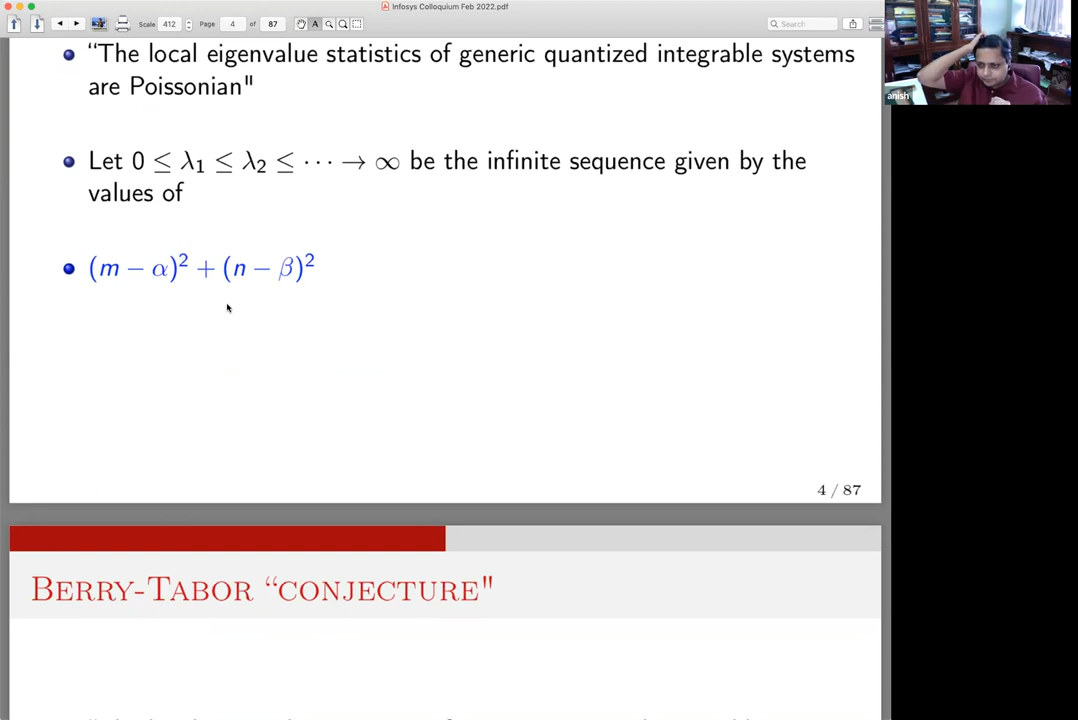 Infosys Colloquium Feb 2022.pdf
Scale 412 Page 4 of 87 A Search
"The local eigenvalue statistics of generic quantized integrable systems
are Poissonian"
Let 0 ≤ λ₁ ≤ λ₂ ≤ ⋯ → ∞ be the infinite sequence given by the
values of
(m − α)² + (n − β)²
4 / 87
BERRY-TABOR "CONJECTURE"
anish